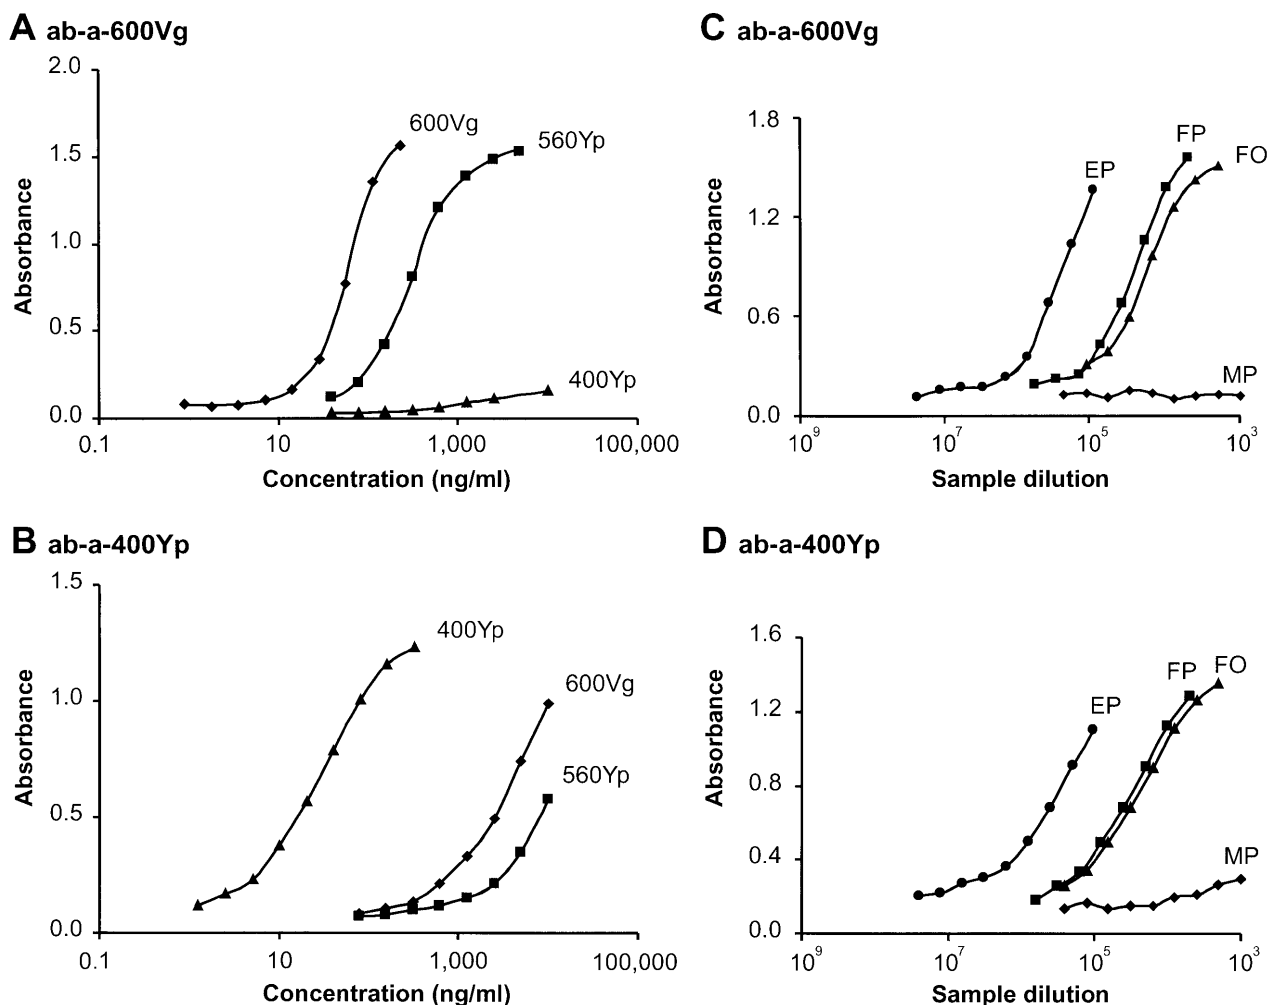 A ab-a-600Vg
2.0
1.5
1.0
0.5
0.0
Absorbance
600Vg
560Yp
400Yp
0.1
10
1,000
100,000
Concentration (ng/ml)
C ab-a-600Vg
1.8
1.2
0.6
0.0
Absorbance
EP
FP
FO
MP
10⁹
10⁷
10⁵
10³
Sample dilution
B ab-a-400Yp
1.5
1.0
0.5
0.0
Absorbance
400Yp
600Vg
560Yp
0.1
10
1,000
100,000
Concentration (ng/ml)
D ab-a-400Yp
1.6
1.2
0.8
0.4
0.0
Absorbance
EP
FP
FO
MP
10⁹
10⁷
10⁵
10³
Sample dilution